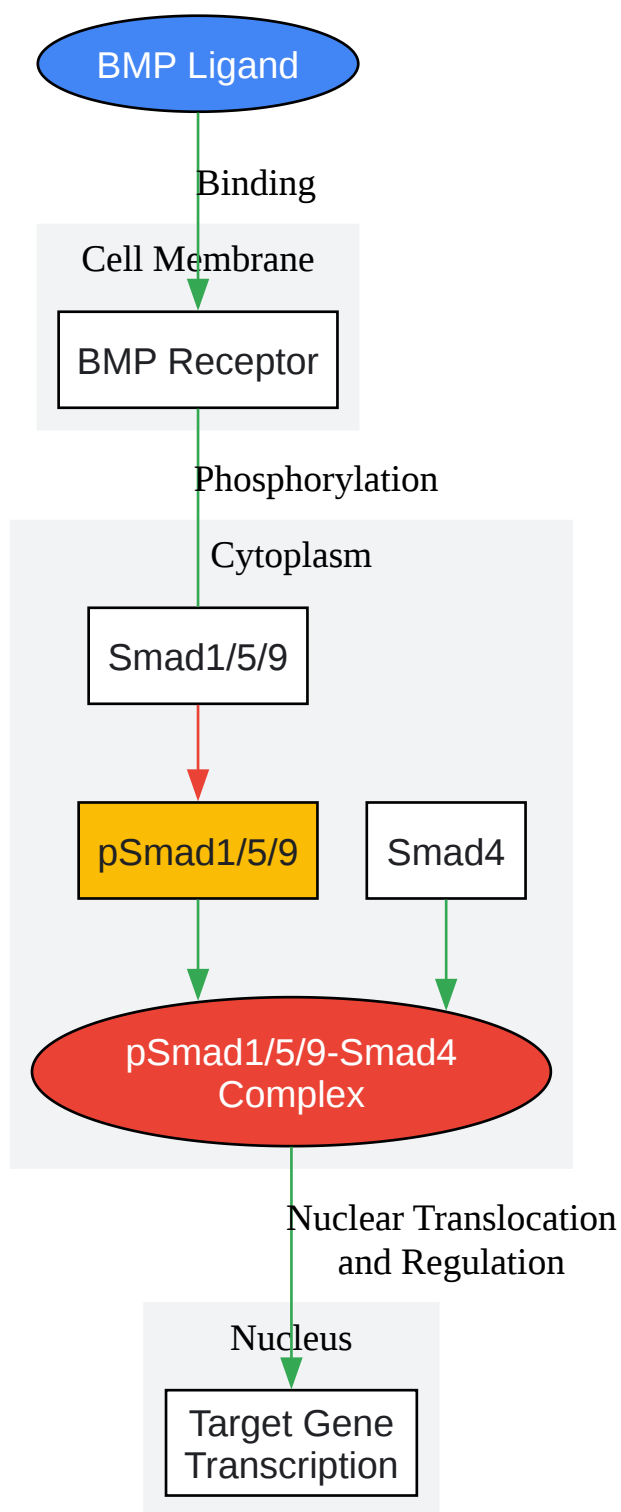 BMP Ligand
Binding
Cell Membrane
BMP Receptor
Phosphorylation
Cytoplasm
Smad1/5/9
pSmad1/5/9
Smad4
pSmad1/5/9-Smad4
Complex
Nuclear Translocation
and Regulation
Nucleus
Target Gene
Transcription